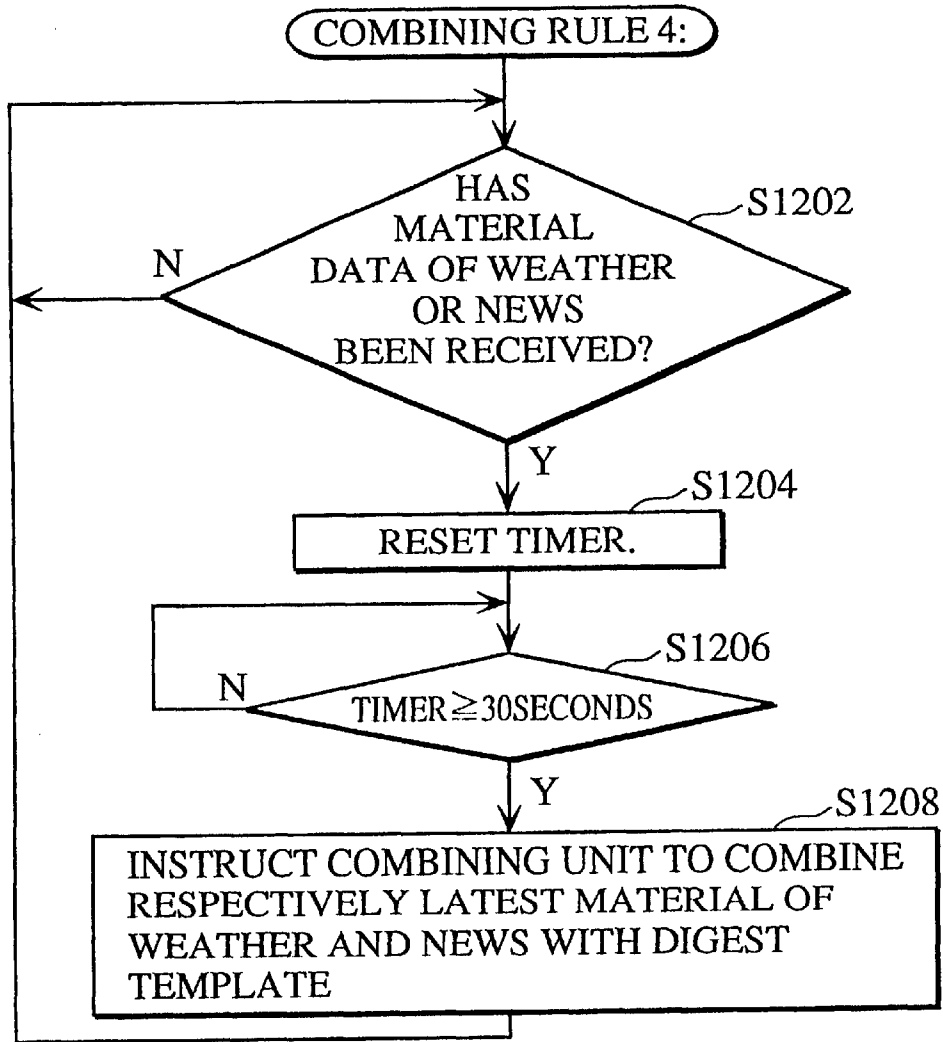 COMBINING RULE 4:
HAS
MATERIAL
DATA OF WEATHER
OR NEWS
BEEN RECEIVED?
S1202
N
Y
S1204
RESET TIMER.
S1206
N
TIMER≧30SECONDS
Y
S1208
INSTRUCT COMBINING UNIT TO COMBINE
RESPECTIVELY LATEST MATERIAL OF
WEATHER AND NEWS WITH DIGEST
TEMPLATE